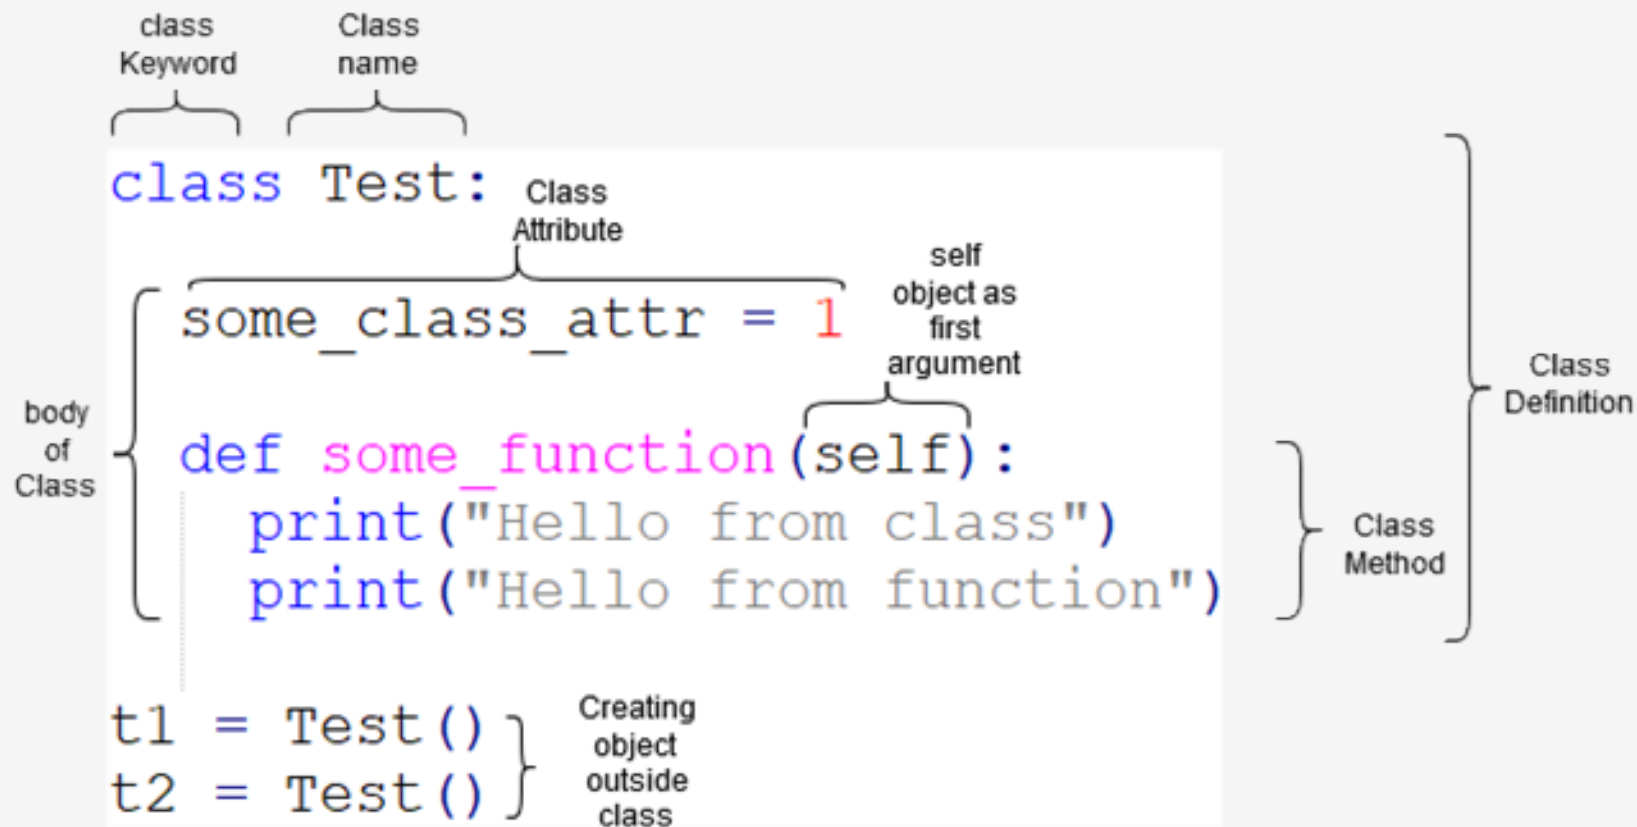 class
Keyword
Class
name
class Test:
Class
Attribute
some_class_attr = 1
self
object as
first
argument
body
of
Class
def some_function(self):
print("Hello from class")
print("Hello from function")
Class
Method
Class
Definition
t1 = Test()
t2 = Test()
Creating
object
outside
class